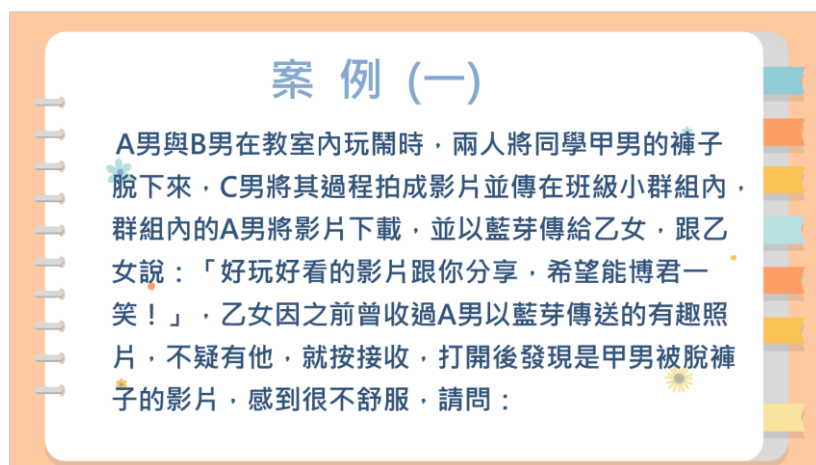 案 例 (一)
A男與B男在教室內玩鬧時，兩人將同學甲男的褲子
脫下來，C男將其過程拍成影片並傳在班級小群組內，
群組內的A男將影片下載，並以藍芽傳給乙女，跟乙
女說：「好玩好看的影片跟你分享，希望能博君一
笑！」，乙女因之前曾收過A男以藍芽傳送的有趣照
片，不疑有他，就按接收，打開後發現是甲男被脫褲
子的影片，感到很不舒服，請問：